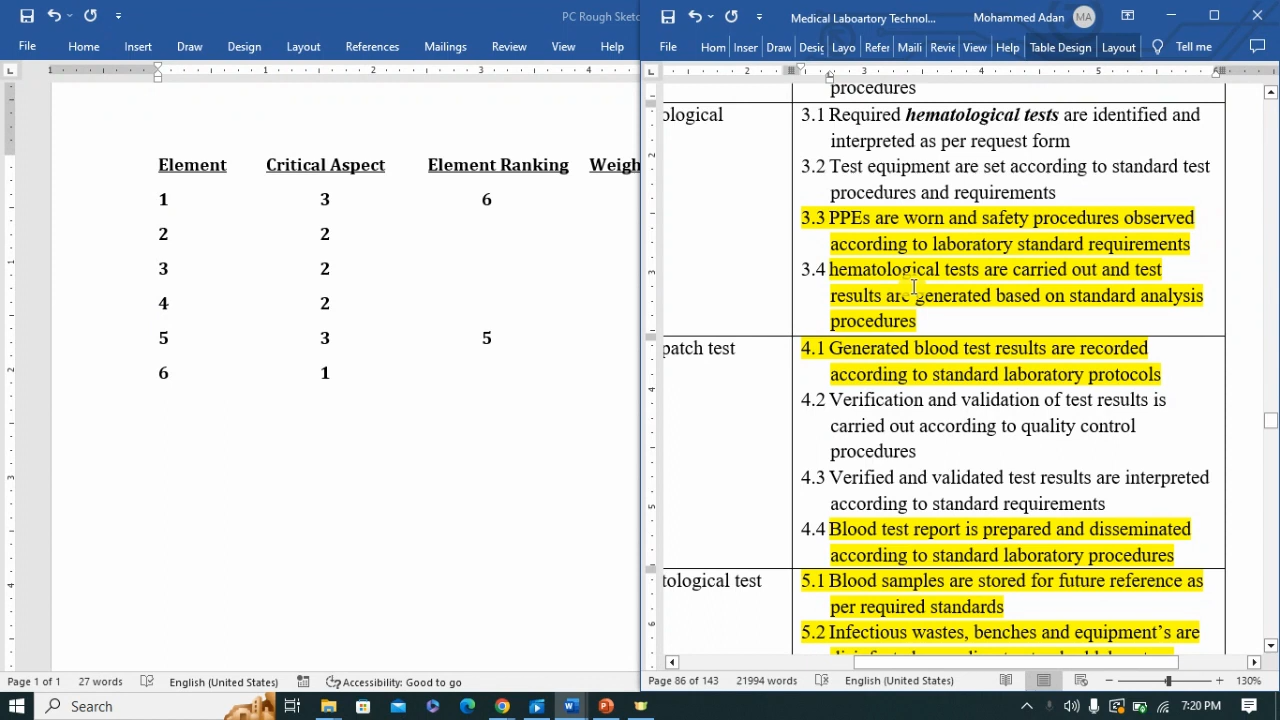 PC Rough Sketc
Medical Laboartory Technol... Mohammed Adan MA
File Home Insert Draw Design Layout References Mailings Review View Help
File Hom Inser Draw Desig Layo Refer Maili Revie View Help Table Design Layout Tell me
Element Critical Aspect Element Ranking Weigh
1 3 6
2 2
3 2
4 2
5 3 5
6 1
procedures
ological
3.1 Required hematological tests are identified and
interpreted as per request form
3.2 Test equipment are set according to standard test
procedures and requirements
3.3 PPEs are worn and safety procedures observed
according to laboratory standard requirements
3.4 hematological tests are carried out and test
results are generated based on standard analysis
procedures
patch test
4.1 Generated blood test results are recorded
according to standard laboratory protocols
4.2 Verification and validation of test results is
carried out according to quality control
procedures
4.3 Verified and validated test results are interpreted
according to standard requirements
4.4 Blood test report is prepared and disseminated
according to standard laboratory procedures
tological test
5.1 Blood samples are stored for future reference as
per required standards
5.2 Infectious wastes, benches and equipment’s are
Page 1 of 1 27 words English (United States) Accessibility: Good to go
Page 86 of 143 21994 words English (United States) 130%
Search
7:20 PM